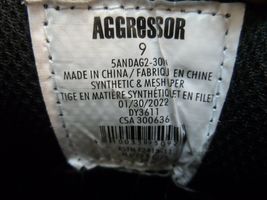 AGGRESSOR
9
5ANDAG2-30H
MADE IN CHINA/ FABRIQUÉ EN CHINE
SYNTHETIC & MESH UPPER
TIGE EN MATIÈRE SYNTHÉTIQUE ET EN FILET
01/30/2022
DY3611
CSA 300636